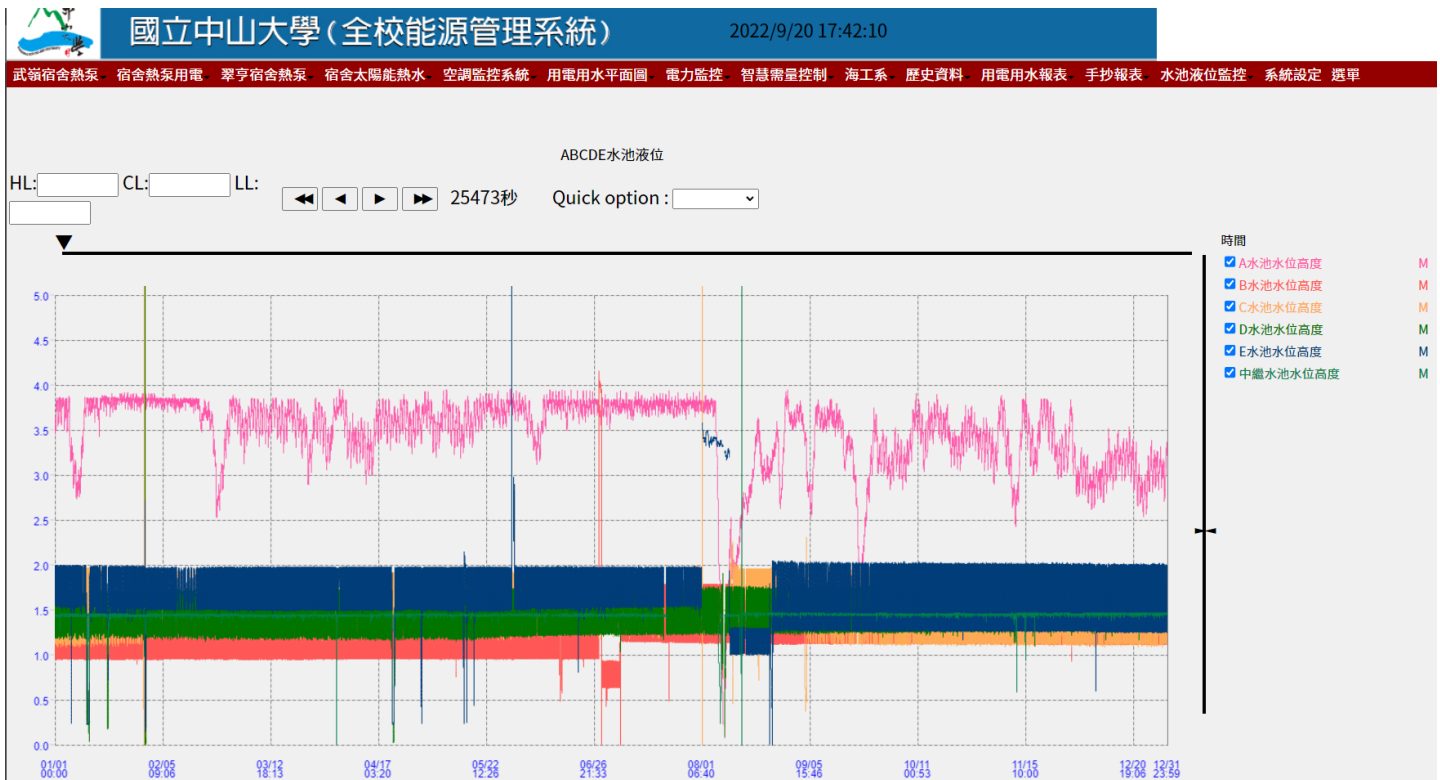 國立中山大學(全校能源管理系統)
2022/9/20 17:42:10
武嶺宿舍熱泵 宿舍熱泵用電 翠亨宿舍熱泵 宿舍太陽能熱水 空調監控系統 用電用水平面圖 電力監控 智慧需量控制 海工系 歷史資料 用電用水報表 手抄報表 水池液位監控 系統設定 選單
ABCDE水池液位
HL: CL: LL:
25473秒 Quick option :
時間
A水池水位高度 M
B水池水位高度 M
C水池水位高度 M
D水池水位高度 M
E水池水位高度 M
中繼水池水位高度 M
5.0
4.5
4.0
3.5
3.0
2.5
2.0
1.5
1.0
0.5
0.0
01/01 02/05 03/12 04/17 05/22 06/26 08/01 09/05 10/11 11/15 12/20 12/31
00:00 09:06 18:13 03:20 12:26 21:33 06:40 15:46 00:53 10:00 19:06 23:59